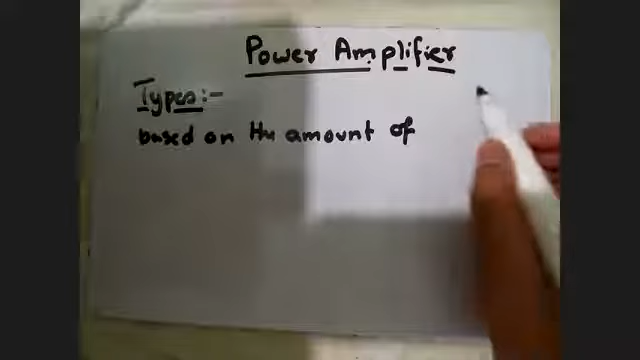 Power Amplifier
Types:-
based on the amount of